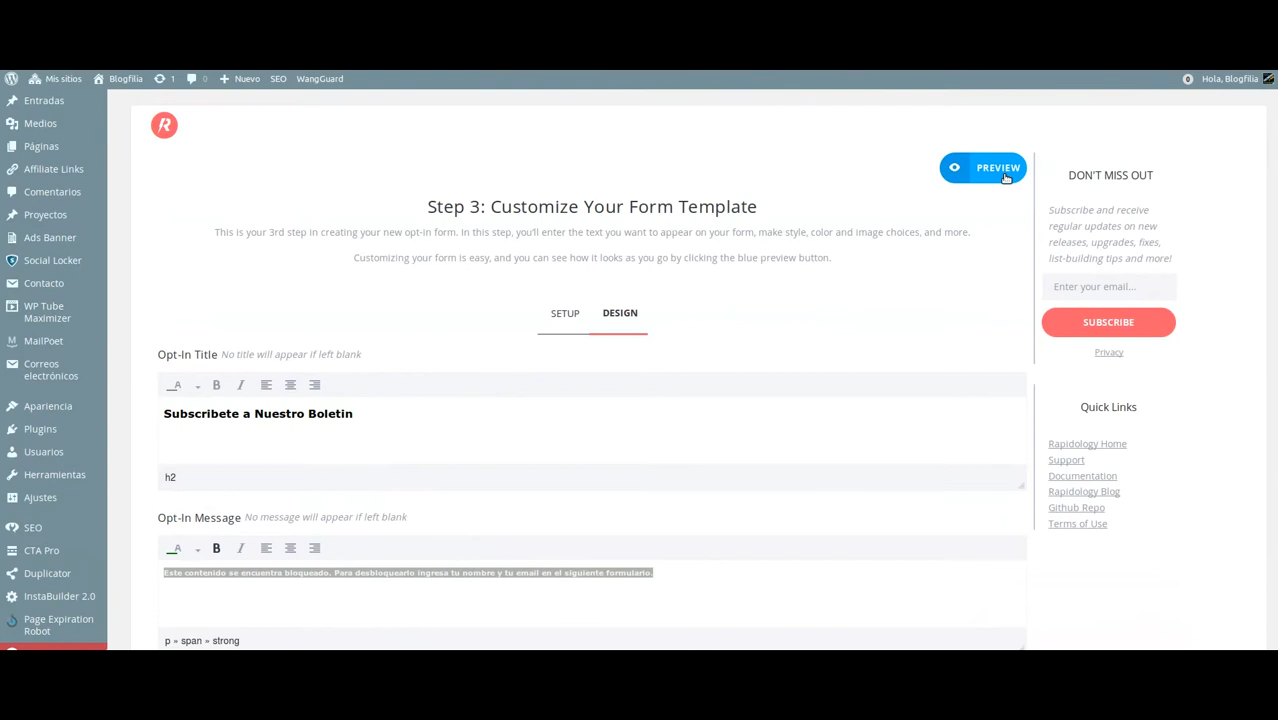 Mis sitios Blogfilia 1 0 Nuevo SEO WangGuard 0 Hola, Blogfilia
Entradas
Medios
Páginas
Affiliate Links
Comentarios
Proyectos
Ads Banner
Social Locker
Contacto
WP Tube
Maximizer
MailPoet
Correos
electrónicos
Apariencia
Plugins
Usuarios
Herramientas
Ajustes
SEO
CTA Pro
Duplicator
InstaBuilder 2.0
Page Expiration
Robot
R
PREVIEW
Step 3: Customize Your Form Template
This is your 3rd step in creating your new opt-in form. In this step, you'll enter the text you want to appear on your form, make style, color and image choices, and more.
Customizing your form is easy, and you can see how it looks as you go by clicking the blue preview button.
SETUP DESIGN
Opt-In Title No title will appear if left blank
A B I
Subscribete a Nuestro Boletin
h2
Opt-In Message No message will appear if left blank
A B I
Este contenido se encuentra bloqueado. Para desbloquearlo ingresa tu nombre y tu email en el siguiente formulario.
p » span » strong
DON'T MISS OUT
Subscribe and receive
regular updates on new
releases, upgrades, fixes,
list-building tips and more!
Enter your email...
SUBSCRIBE
Privacy
Quick Links
Rapidology Home
Support
Documentation
Rapidology Blog
Github Repo
Terms of Use